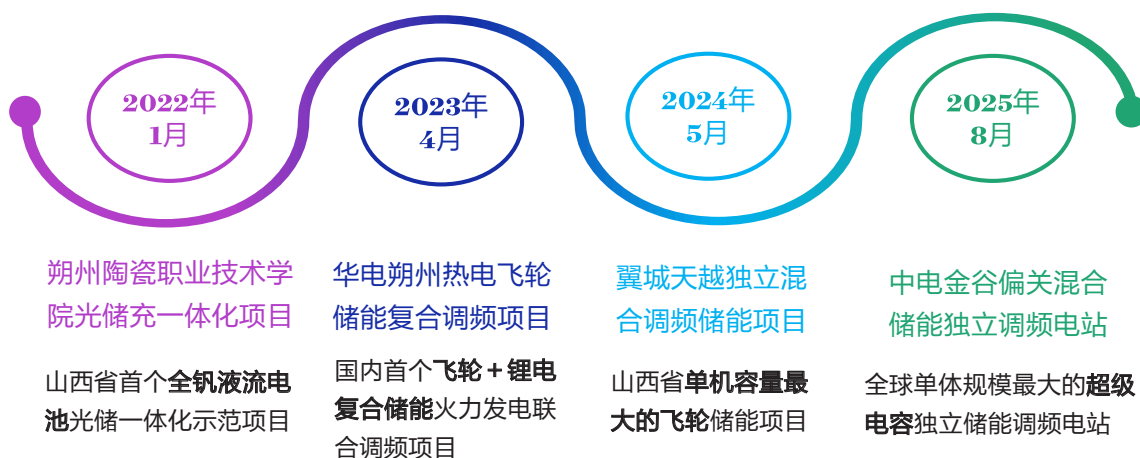 2022年
1月
2023年
4月
2024年
5月
2025年
8月
朔州陶瓷职业技术学
院光储充一体化项目
山西省首个全钒液流电
池光储一体化示范项目
华电朔州热电飞轮
储能复合调频项目
国内首个飞轮+锂电
复合储能火力发电联
合调频项目
翼城天越独立混
合调频储能项目
山西省单机容量最
大的飞轮储能项目
中电金谷偏关混合
储能独立调频电站
全球单体规模最大的超级
电容独立储能调频电站